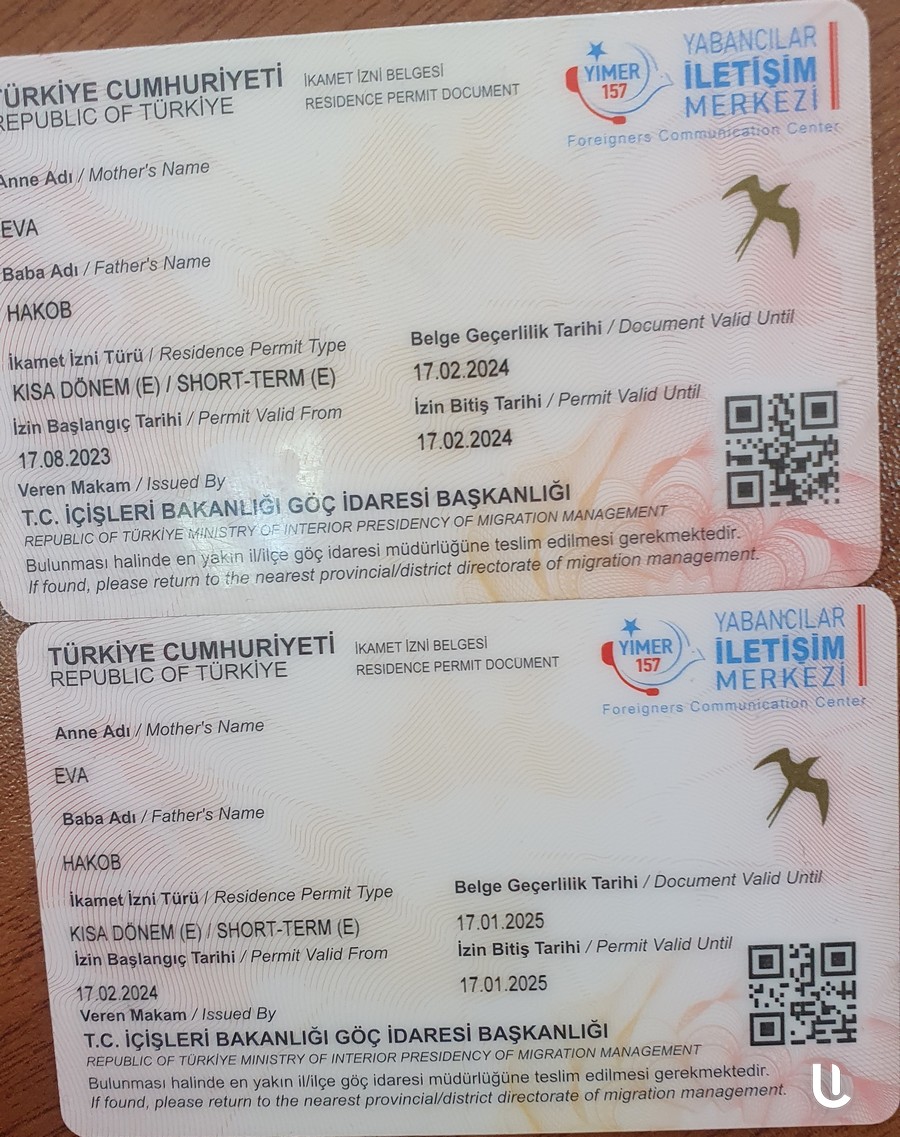 TÜRKİYE CUMHURİYETİ
REPUBLIC OF TÜRKİYE
İKAMET İZNİ BELGESİ
RESIDENCE PERMIT DOCUMENT
YİMER
157
YABANCILAR
İLETİŞİM
MERKEZİ
Foreigners Communication Center
Anne Adı / Mother's Name
EVA
Baba Adı / Father's Name
HAKOB
İkamet İzni Türü / Residence Permit Type
KISA DÖNEM (E) / SHORT-TERM (E)
İzin Başlangıç Tarihi / Permit Valid From
17.08.2023
Belge Geçerlilik Tarihi / Document Valid Until
17.02.2024
İzin Bitiş Tarihi / Permit Valid Until
17.02.2024
Veren Makam / Issued By
T.C. İÇİŞLERİ BAKANLIĞI GÖÇ İDARESİ BAŞKANLIĞI
REPUBLIC OF TÜRKİYE MINISTRY OF INTERIOR PRESIDENCY OF MIGRATION MANAGEMENT
Bulunması halinde en yakın il/ilçe göç idaresi müdürlüğüne teslim edilmesi gerekmektedir.
If found, please return to the nearest provincial/district directorate of migration management.
TÜRKİYE CUMHURİYETİ
REPUBLIC OF TÜRKİYE
İKAMET İZNİ BELGESİ
RESIDENCE PERMIT DOCUMENT
YİMER
157
YABANCILAR
İLETİŞİM
MERKEZİ
Foreigners Communication Center
Anne Adı / Mother's Name
EVA
Baba Adı / Father's Name
HAKOB
İkamet İzni Türü / Residence Permit Type
KISA DÖNEM (E) / SHORT-TERM (E)
İzin Başlangıç Tarihi / Permit Valid From
17.02.2024
Belge Geçerlilik Tarihi / Document Valid Until
17.01.2025
İzin Bitiş Tarihi / Permit Valid Until
17.01.2025
Veren Makam / Issued By
T.C. İÇİŞLERİ BAKANLIĞI GÖÇ İDARESİ BAŞKANLIĞI
REPUBLIC OF TÜRKİYE MINISTRY OF INTERIOR PRESIDENCY OF MIGRATION MANAGEMENT
Bulunması halinde en yakın il/ilçe göç idaresi müdürlüğüne teslim edilmesi gerekmektedir.
If found, please return to the nearest provincial/district directorate of migration management.